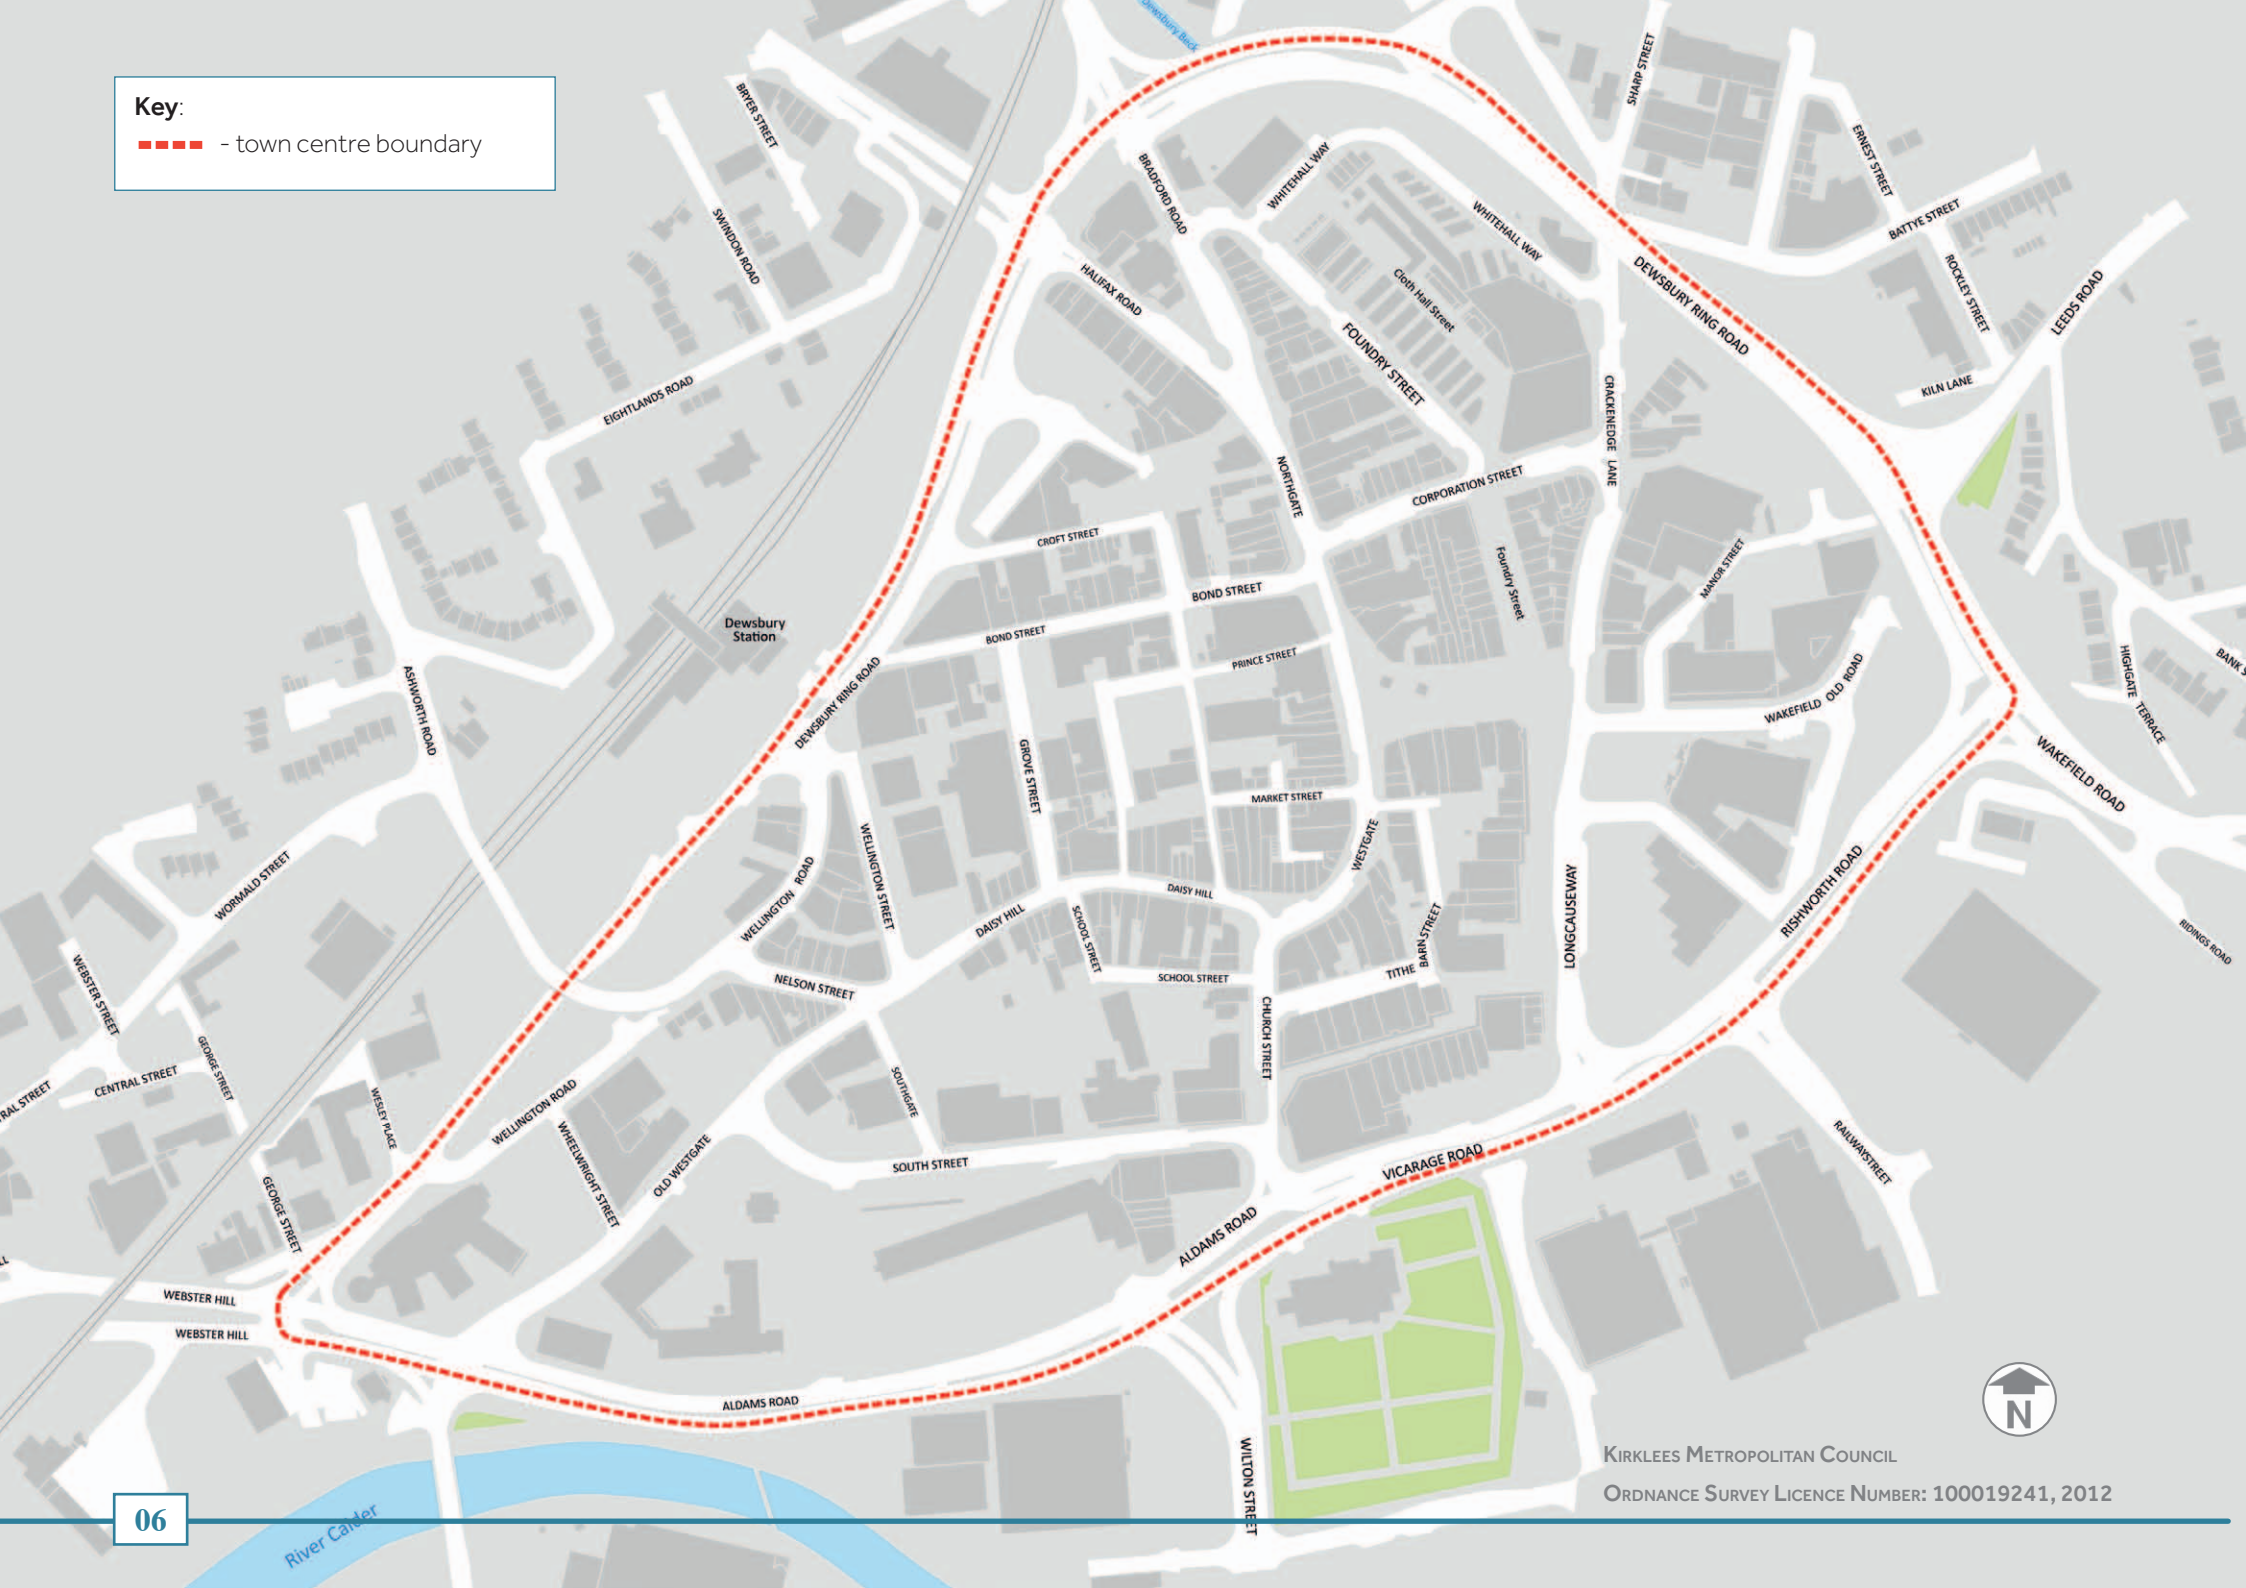 Key:
- town centre boundary
Dewsbury Beck
BRYER STREET
SWINDON ROAD
EIGHTLANDS ROAD
SHARP STREET
ERNEST STREET
BATTYE STREET
ROCKLEY STREET
LEEDS ROAD
KILN LANE
BRADFORD ROAD
WHITEHALL WAY
WHITEHALL WAY
HALIFAX ROAD
Cloth Hall Street
FOUNDRY STREET
DEWSBURY RING ROAD
CRACKENEDGE LANE
NORTHGATE
CORPORATION STREET
CROFT STREET
Foundry Street
MANOR STREET
BOND STREET
BOND STREET
PRINCE STREET
Dewsbury
Station
DEWSBURY RING ROAD
ASHWORTH ROAD
WAKEFIELD OLD ROAD
HIGHGATE TERRACE
BANK S
WAKEFIELD ROAD
RIDINGS ROAD
GROVE STREET
MARKET STREET
WESTGATE
WELLINGTON STREET
WELLINGTON ROAD
DAISY HILL
DAISY HILL
SCHOOL STREET
SCHOOL STREET
TITHE BARN STREET
LONGCAUSEWAY
RISHWORTH ROAD
WORMALD STREET
WEBSTER STREET
NELSON STREET
CHURCH STREET
GEORGE STREET
CENTRAL STREET
RAL STREET
WESLEY PLACE
WELLINGTON ROAD
WHEELWRIGHT STREET
OLD WESTGATE
SOUTHGATE
SOUTH STREET
VICARAGE ROAD
RAILWAYSTREET
GEORGE STREET
ALDAMS ROAD
WEBSTER HILL
WEBSTER HILL
ALDAMS ROAD
WILTON STREET
River Calder
N
KIRKLEES METROPOLITAN COUNCIL
ORDNANCE SURVEY LICENCE NUMBER: 100019241, 2012
06